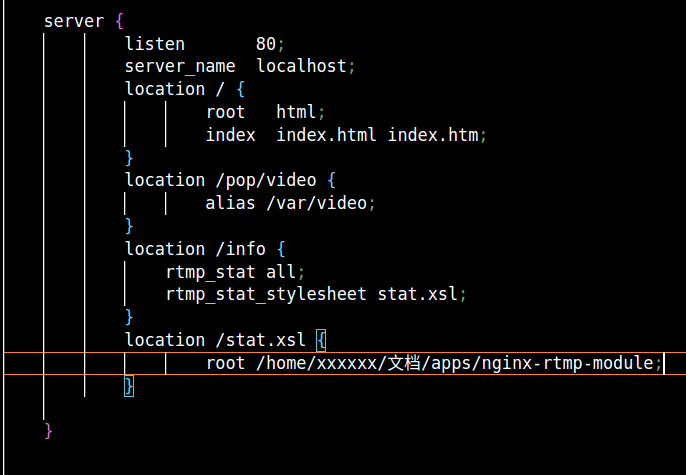 server {
listen 80;
server_name localhost;
location / {
root html;
index index.html index.htm;
}
location /pop/video {
alias /var/video;
}
location /info {
rtmp_stat all;
rtmp_stat_stylesheet stat.xsl;
}
location /stat.xsl {
root /home/xxxxxx/文档/apps/nginx-rtmp-module;
}
}